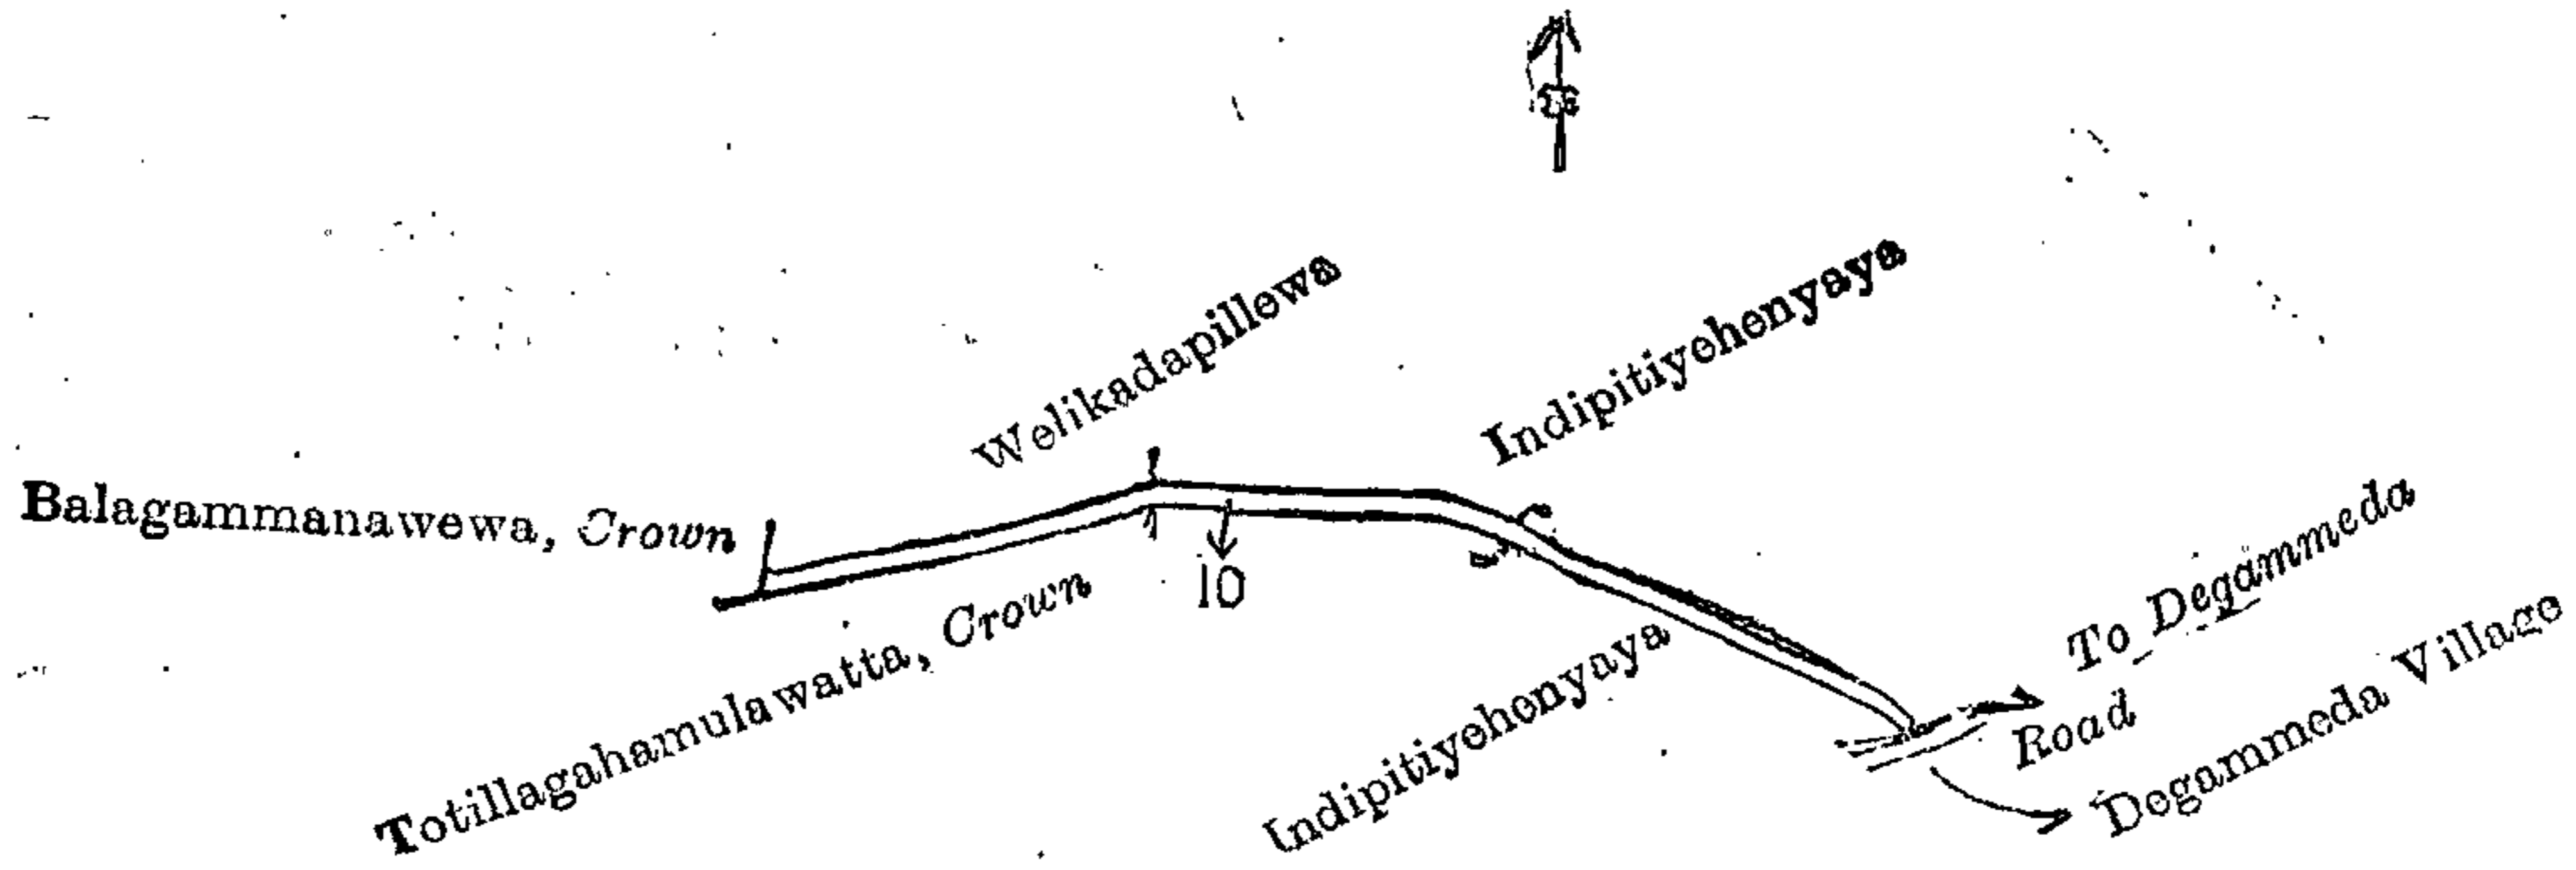 Welikadapillewa
Indipitiyehenyaya
Balagammanawewa, Crown
10
Totillagahamulawatta, Crown
Indipitiyehenyaya
To Degammeda
Road
Degammeda Village